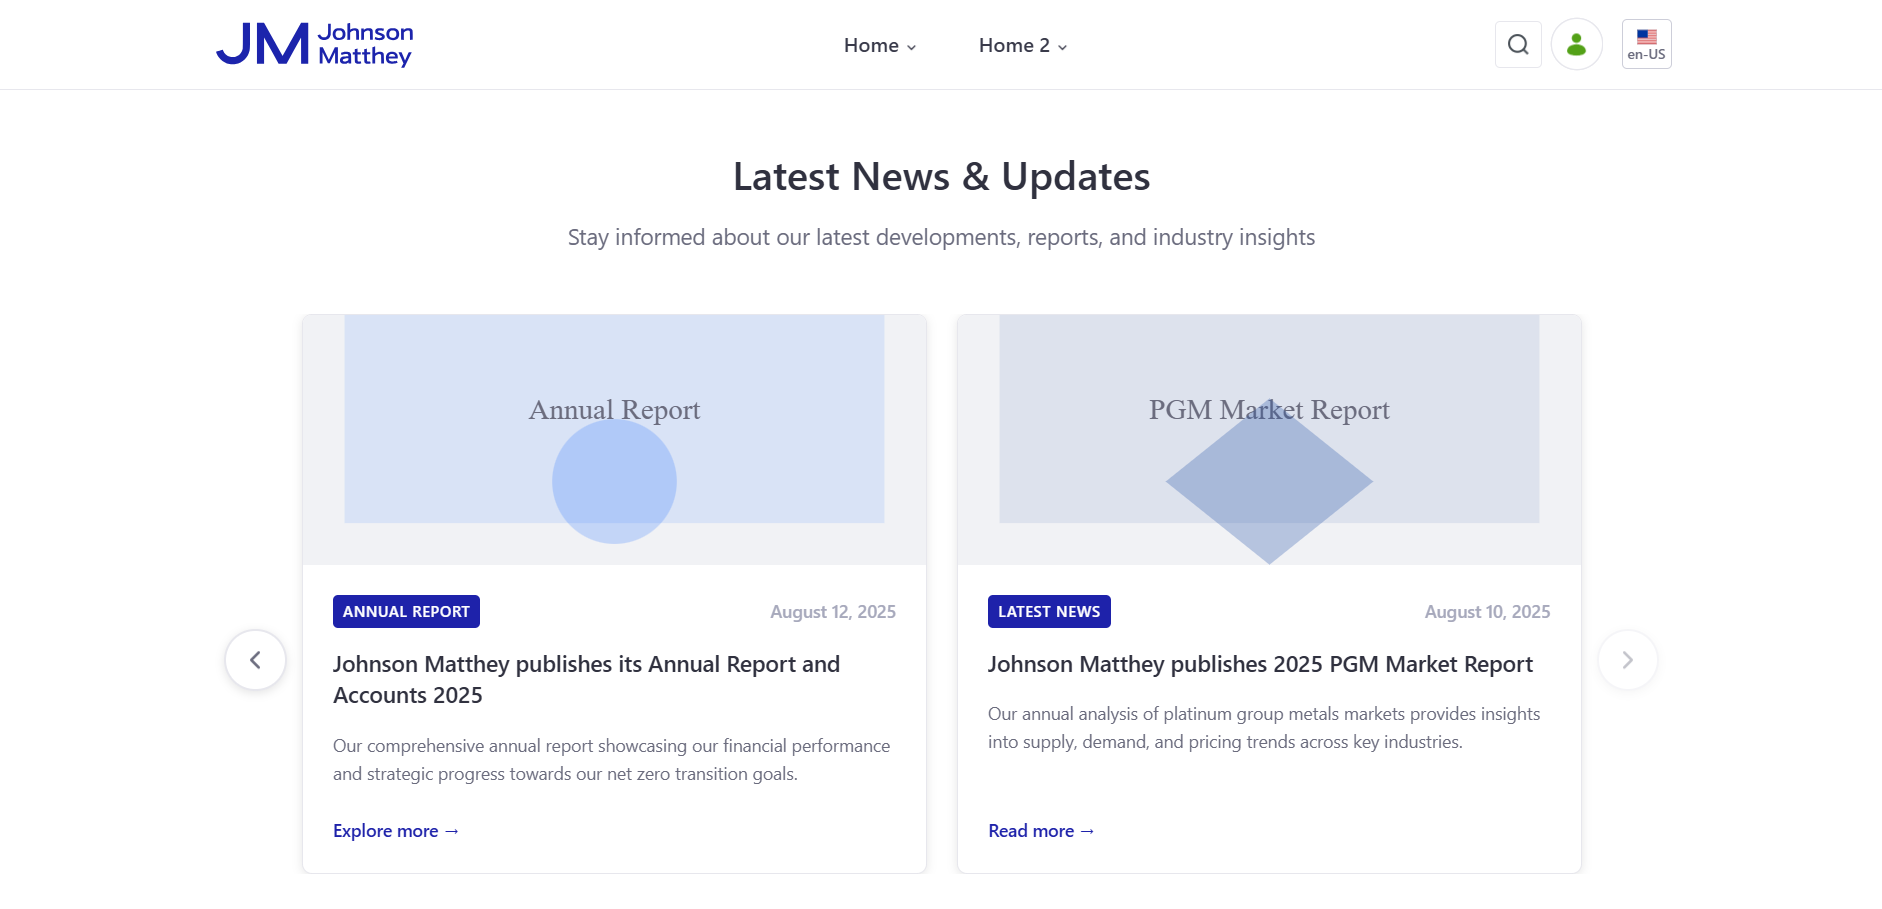 JM Johnson
Matthey
Home
Home 2
en-US
Latest News & Updates
Stay informed about our latest developments, reports, and industry insights
Annual Report
ANNUAL REPORT
August 12, 2025
Johnson Matthey publishes its Annual Report and
Accounts 2025
Our comprehensive annual report showcasing our financial performance
and strategic progress towards our net zero transition goals.
Explore more →
PGM Market Report
LATEST NEWS
August 10, 2025
Johnson Matthey publishes 2025 PGM Market Report
Our annual analysis of platinum group metals markets provides insights
into supply, demand, and pricing trends across key industries.
Read more →